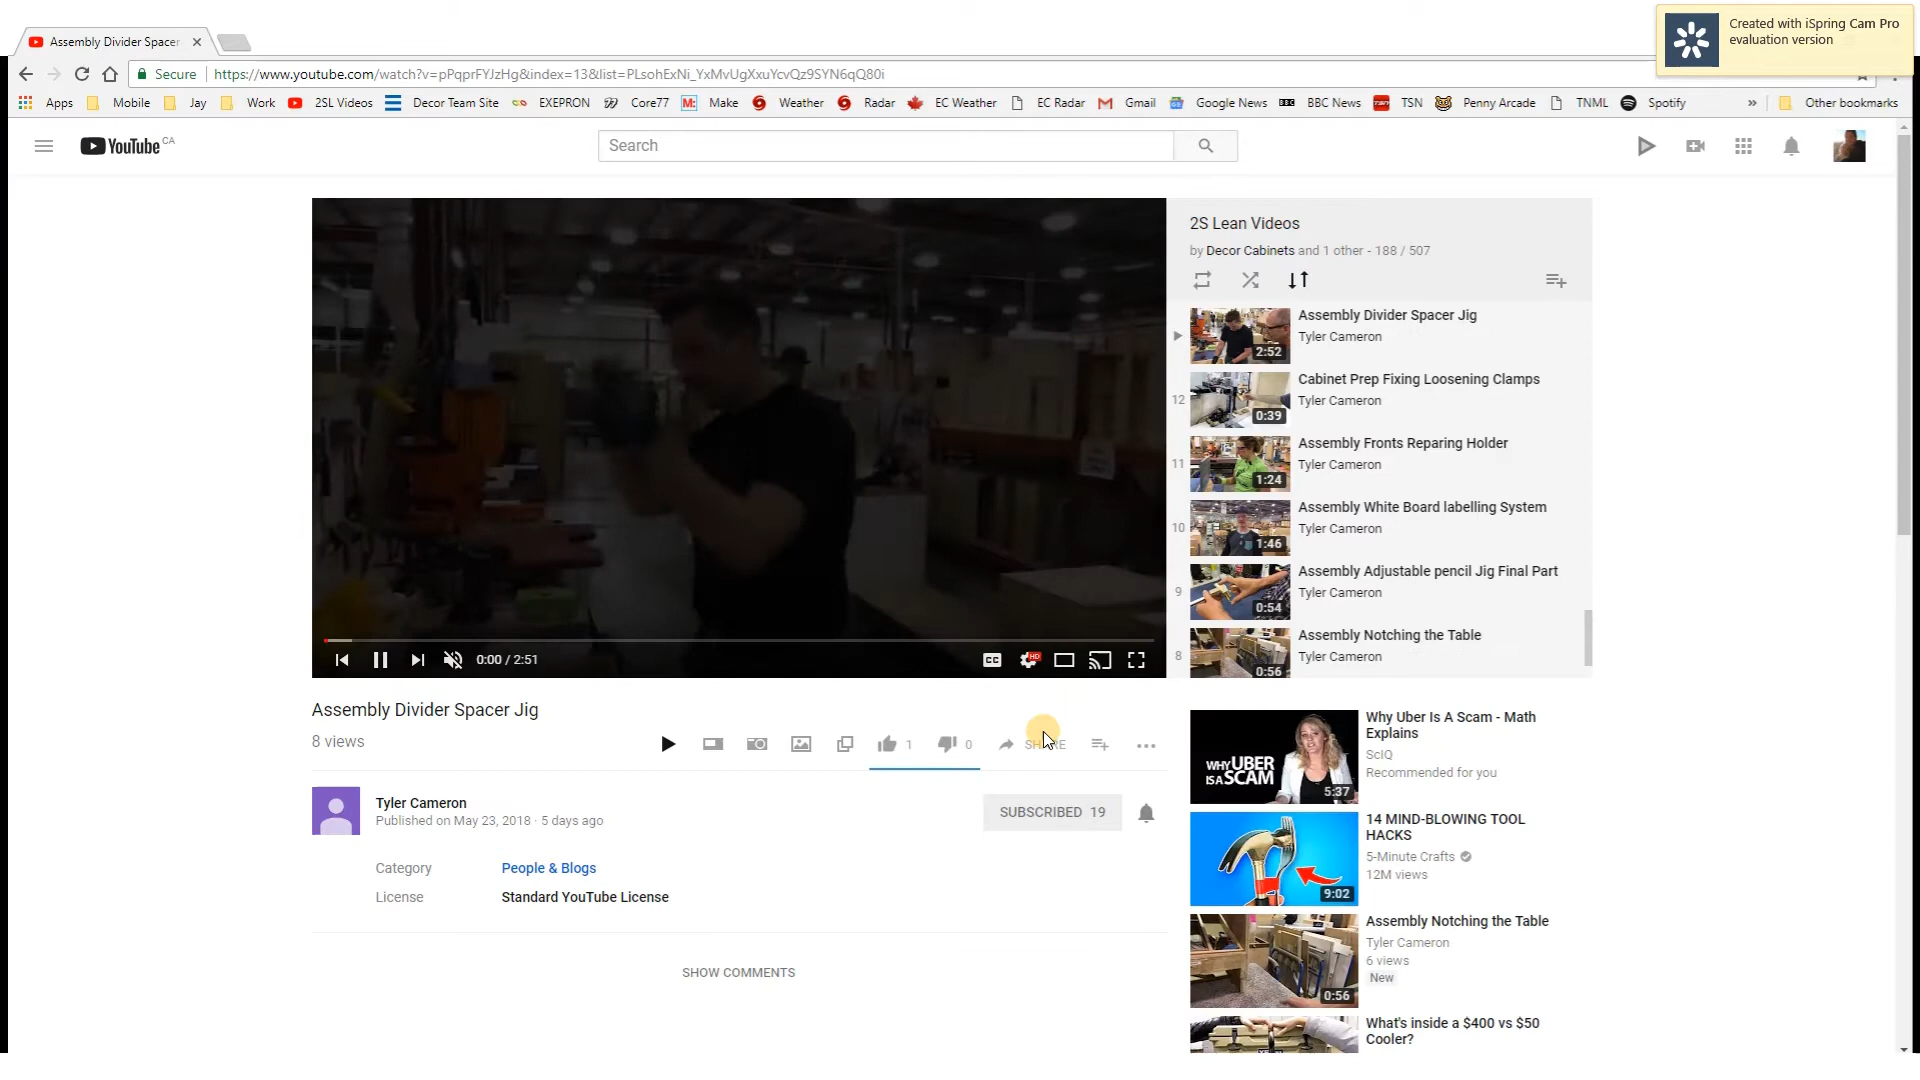 Created with iSpring Cam Pro
evaluation version
Assembly Divider Spacer
Secure
https://www.youtube.com/watch?v=pPqprFYJzHg&index=13&list=PLsohExNi_YxMvUgXxuYcvQz9SYN6qQ80i
Apps Mobile Jay Work 2SL Videos Decor Team Site EXEPRON Core77 M: Make Weather Radar EC Weather EC Radar Gmail Google News BBC BBC News TSN TSN Penny Arcade TNML Spotify » Other bookmarks
YouTube CA
Search
2S Lean Videos
by Decor Cabinets and 1 other - 188 / 507
Assembly Divider Spacer Jig
Tyler Cameron
2:52
Cabinet Prep Fixing Loosening Clamps
12
Tyler Cameron
0:39
Assembly Fronts Reparing Holder
11
Tyler Cameron
1:24
Assembly White Board labelling System
10
Tyler Cameron
1:46
Assembly Adjustable pencil Jig Final Part
9
Tyler Cameron
0:54
Assembly Notching the Table
8
Tyler Cameron
0:56
0:00 / 2:51
CC HD
Assembly Divider Spacer Jig
8 views
1 0 SHARE
Tyler Cameron
Published on May 23, 2018 · 5 days ago
SUBSCRIBED 19
Category People & Blogs
License Standard YouTube License
SHOW COMMENTS
WHY UBER
IS A SCAM
5:37
Why Uber Is A Scam - Math
Explains
SciQ
Recommended for you
9:02
14 MIND-BLOWING TOOL
HACKS
5-Minute Crafts
12M views
0:56
Assembly Notching the Table
Tyler Cameron
6 views
New
What's inside a $400 vs $50
Cooler?